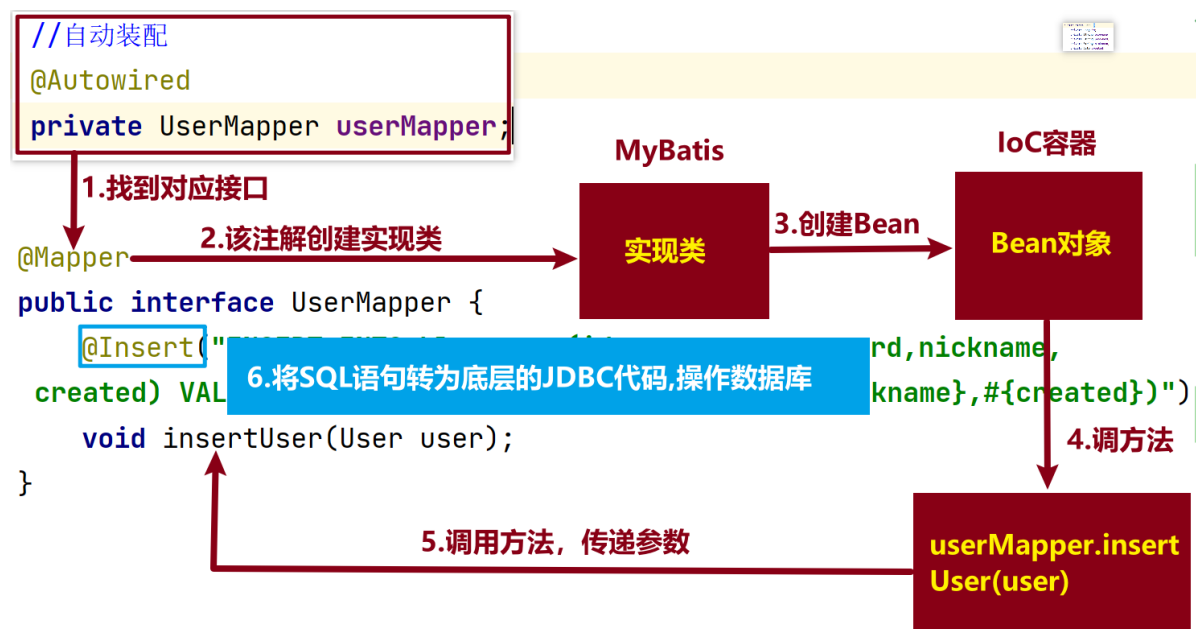 //自动装配
@Autowired
private UserMapper userMapper;
MyBatis
IoC容器
1.找到对应接口
2.该注解创建实现类
实现类
3.创建Bean
Bean对象
@Mapper
public interface UserMapper {
@Insert(" rd,nickname,
6.将SQL语句转为底层的JDBC代码,操作数据库
created) VAL kname},#{created})")
void insertUser(User user);
4.调方法
}
5.调用方法，传递参数
userMapper.insert
User(user)